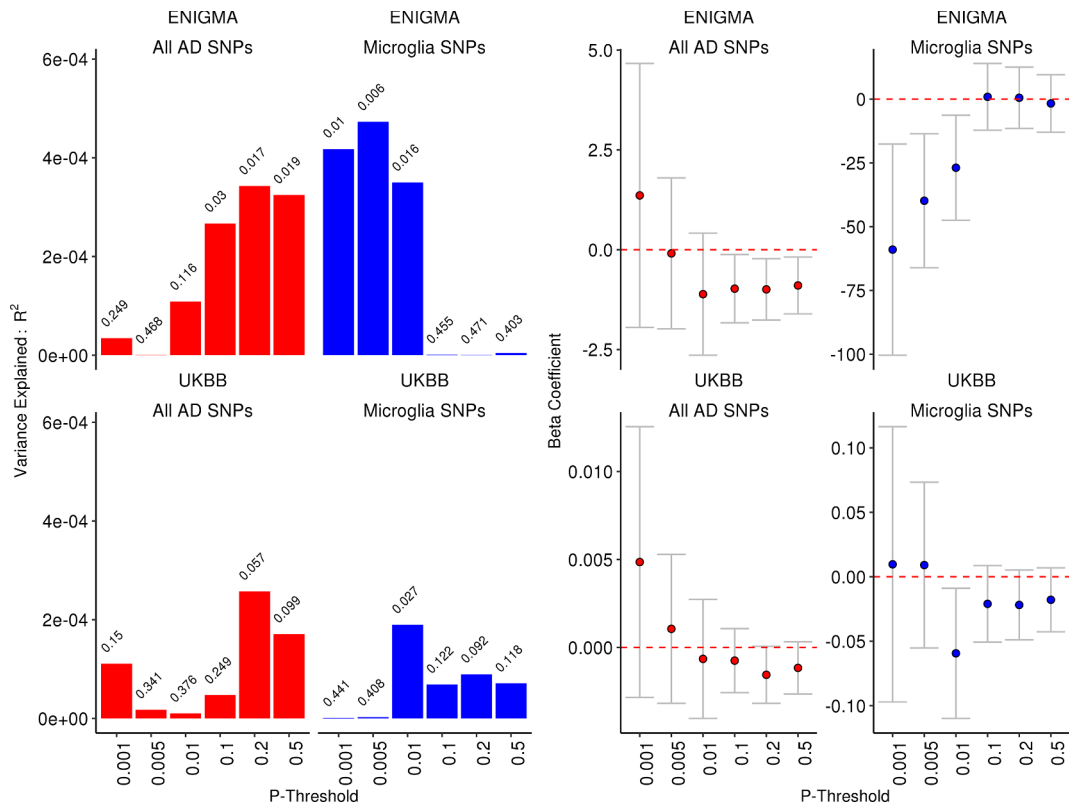 ENIGMA
All AD SNPs
6e-04
4e-04
2e-04
0e+00
0.249
0.468
0.116
0.03
0.017
0.019
ENIGMA
Microglia SNPs
0.01
0.006
0.016
0.455
0.471
0.403
UKBB
All AD SNPs
6e-04
4e-04
2e-04
0e+00
0.15
0.341
0.376
0.249
0.057
0.099
0.001
0.005
0.01
0.1
0.2
0.5
UKBB
Microglia SNPs
0.441
0.408
0.027
0.122
0.092
0.118
0.001
0.005
0.01
0.1
0.2
0.5
Variance Explained : R²
P-Threshold
ENIGMA
All AD SNPs
5.0
2.5
0.0
-2.5
ENIGMA
Microglia SNPs
0
-25
-50
-75
-100
UKBB
All AD SNPs
0.010
0.005
0.000
0.001
0.005
0.01
0.1
0.2
0.5
UKBB
Microglia SNPs
0.10
0.05
0.00
-0.05
-0.10
0.001
0.005
0.01
0.1
0.2
0.5
Beta Coefficient
P-Threshold